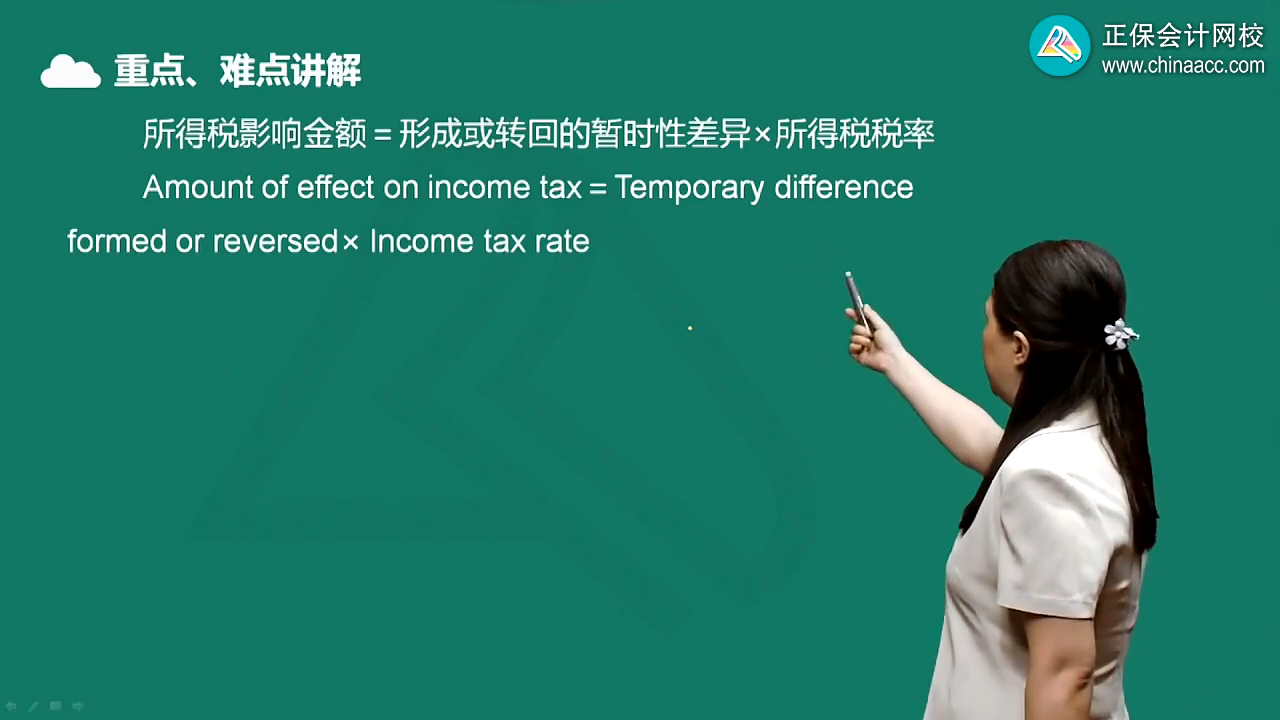 正保会计网校
www.chinaacc.com
重点、难点讲解
所得税影响金额＝形成或转回的暂时性差异×所得税税率
Amount of effect on income tax = Temporary difference
formed or reversed× Income tax rate